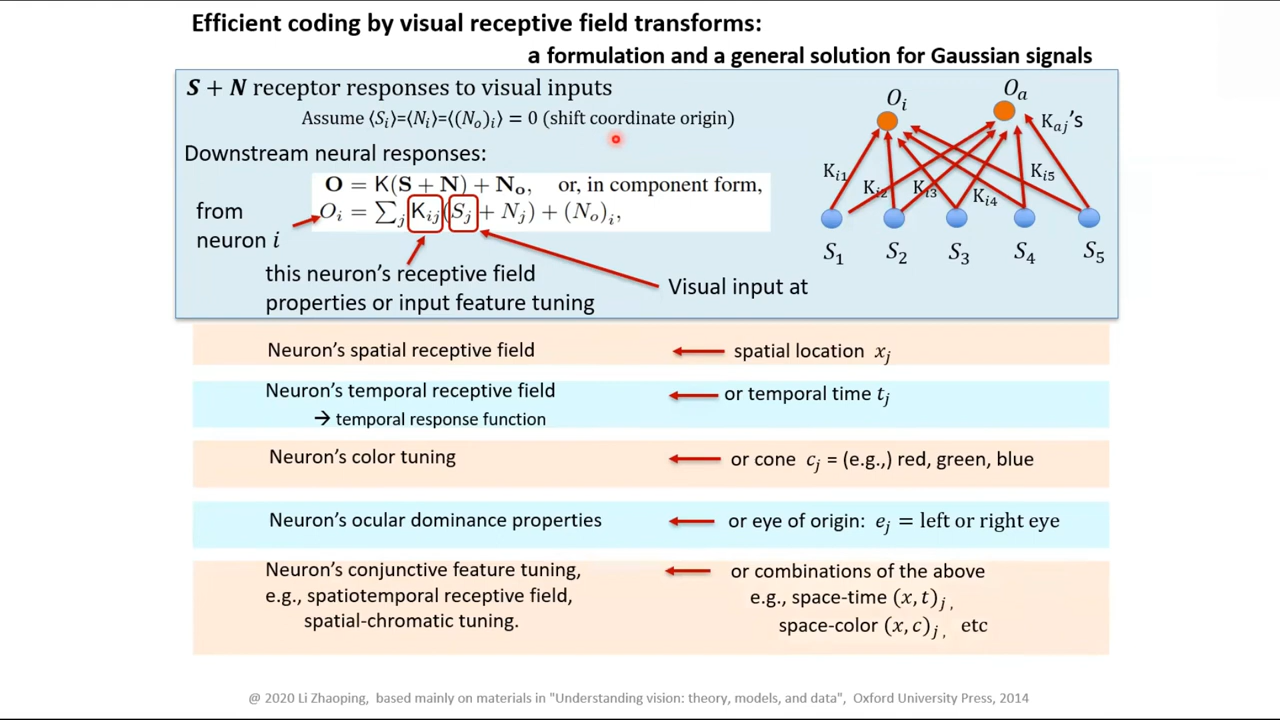 Efficient coding by visual receptive field transforms:
a formulation and a general solution for Gaussian signals
S + N receptor responses to visual inputs
Assume ⟨S_i⟩=⟨N_i⟩=⟨(N_o)_i⟩ = 0 (shift coordinate origin)
Downstream neural responses:
O = K(S + N) + N_o, or, in component form,
O_i = ∑_j K_ij (S_j + N_j) + (N_o)_i,
from
neuron i
this neuron's receptive field
properties or input feature tuning
Visual input at
O_i
O_a
K_aj's
K_i1
K_i2
K_i3
K_i4
K_i5
S_1
S_2
S_3
S_4
S_5
Neuron's spatial receptive field
spatial location x_j
Neuron's temporal receptive field
→ temporal response function
or temporal time t_j
Neuron's color tuning
or cone c_j = (e.g.,) red, green, blue
Neuron's ocular dominance properties
or eye of origin: e_j = left or right eye
Neuron's conjunctive feature tuning,
e.g., spatiotemporal receptive field,
spatial-chromatic tuning.
or combinations of the above
e.g., space-time (x, t)_j,
space-color (x, c)_j, etc
@ 2020 Li Zhaoping, based mainly on materials in "Understanding vision: theory, models, and data", Oxford University Press, 2014